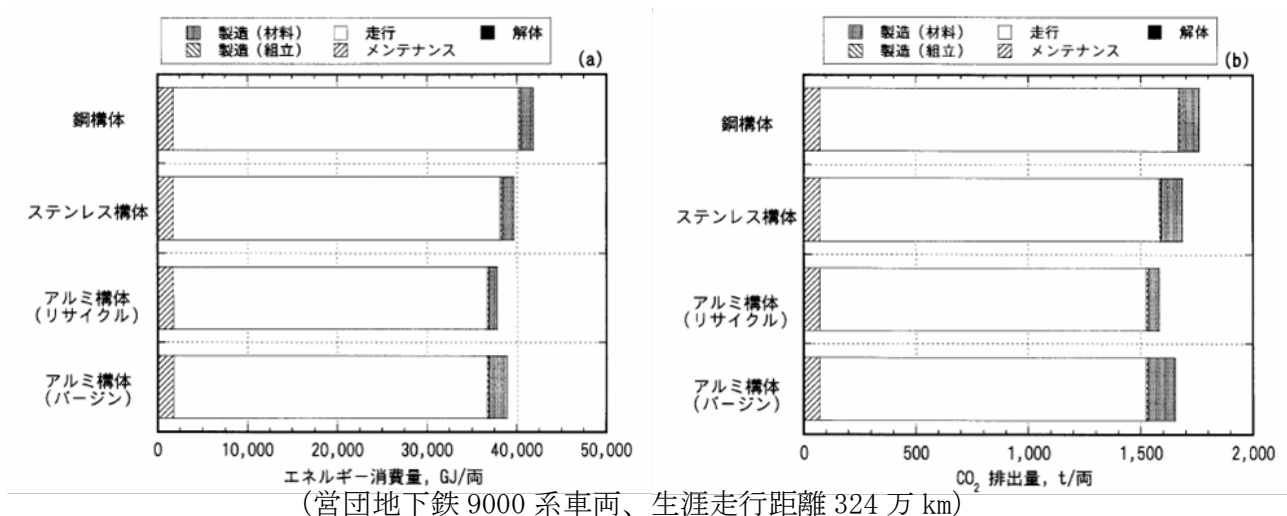 製造（材料） 走行 解体
製造（組立） メンテナンス
(a)
鋼構体
ステンレス構体
アルミ構体
（リサイクル）
アルミ構体
（バージン）
0 10,000 20,000 30,000 40,000 50,000
エネルギー消費量，GJ/両
製造（材料） 走行 解体
製造（組立） メンテナンス
(b)
鋼構体
ステンレス構体
アルミ構体
（リサイクル）
アルミ構体
（バージン）
0 500 1,000 1,500 2,000
CO₂ 排出量，t/両
(営団地下鉄 9000 系車両、生涯走行距離 324 万 km)